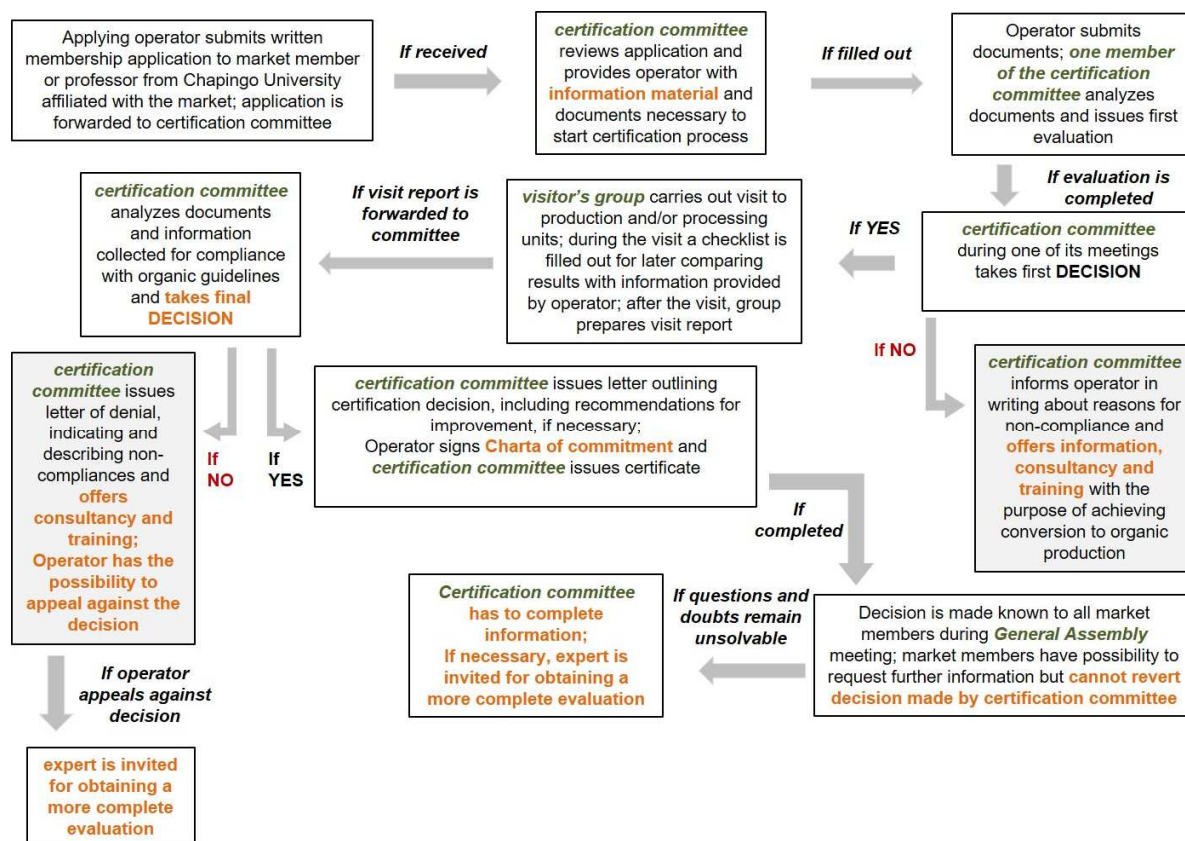 Applying operator submits written
membership application to market member
or professor from Chapingo University
affiliated with the market; application is
forwarded to certification committee
If received
certification committee
reviews application and
provides operator with
information material and
documents necessary to
start certification process
If filled out
Operator submits
documents; one member
of the certification
committee analyzes
documents and issues first
evaluation
If evaluation is
completed
certification committee
during one of its meetings
takes first DECISION
If YES
visitor's group carries out visit to
production and/or processing
units; during the visit a checklist is
filled out for later comparing
results with information provided
by operator; after the visit, group
prepares visit report
If visit report is
forwarded to
committee
certification committee
analyzes documents
and information
collected for compliance
with organic guidelines
and takes final
DECISION
If NO
certification committee
informs operator in
writing about reasons for
non-compliance and
offers information,
consultancy and
training with the
purpose of achieving
conversion to organic
production
certification
committee issues
letter of denial,
indicating and
describing non-
compliances and
offers
consultancy and
training;
Operator has the
possibility to
appeal against the
decision
If
NO
If
YES
certification committee issues letter outlining
certification decision, including recommendations for
improvement, if necessary;
Operator signs Charta of commitment and
certification committee issues certificate
If
completed
Decision is made known to all market
members during General Assembly
meeting; market members have possibility to
request further information but cannot revert
decision made by certification committee
If questions and
doubts remain
unsolvable
Certification committee
has to complete
information;
If necessary, expert is
invited for obtaining a
more complete evaluation
If operator
appeals against
decision
expert is invited
for obtaining a
more complete
evaluation